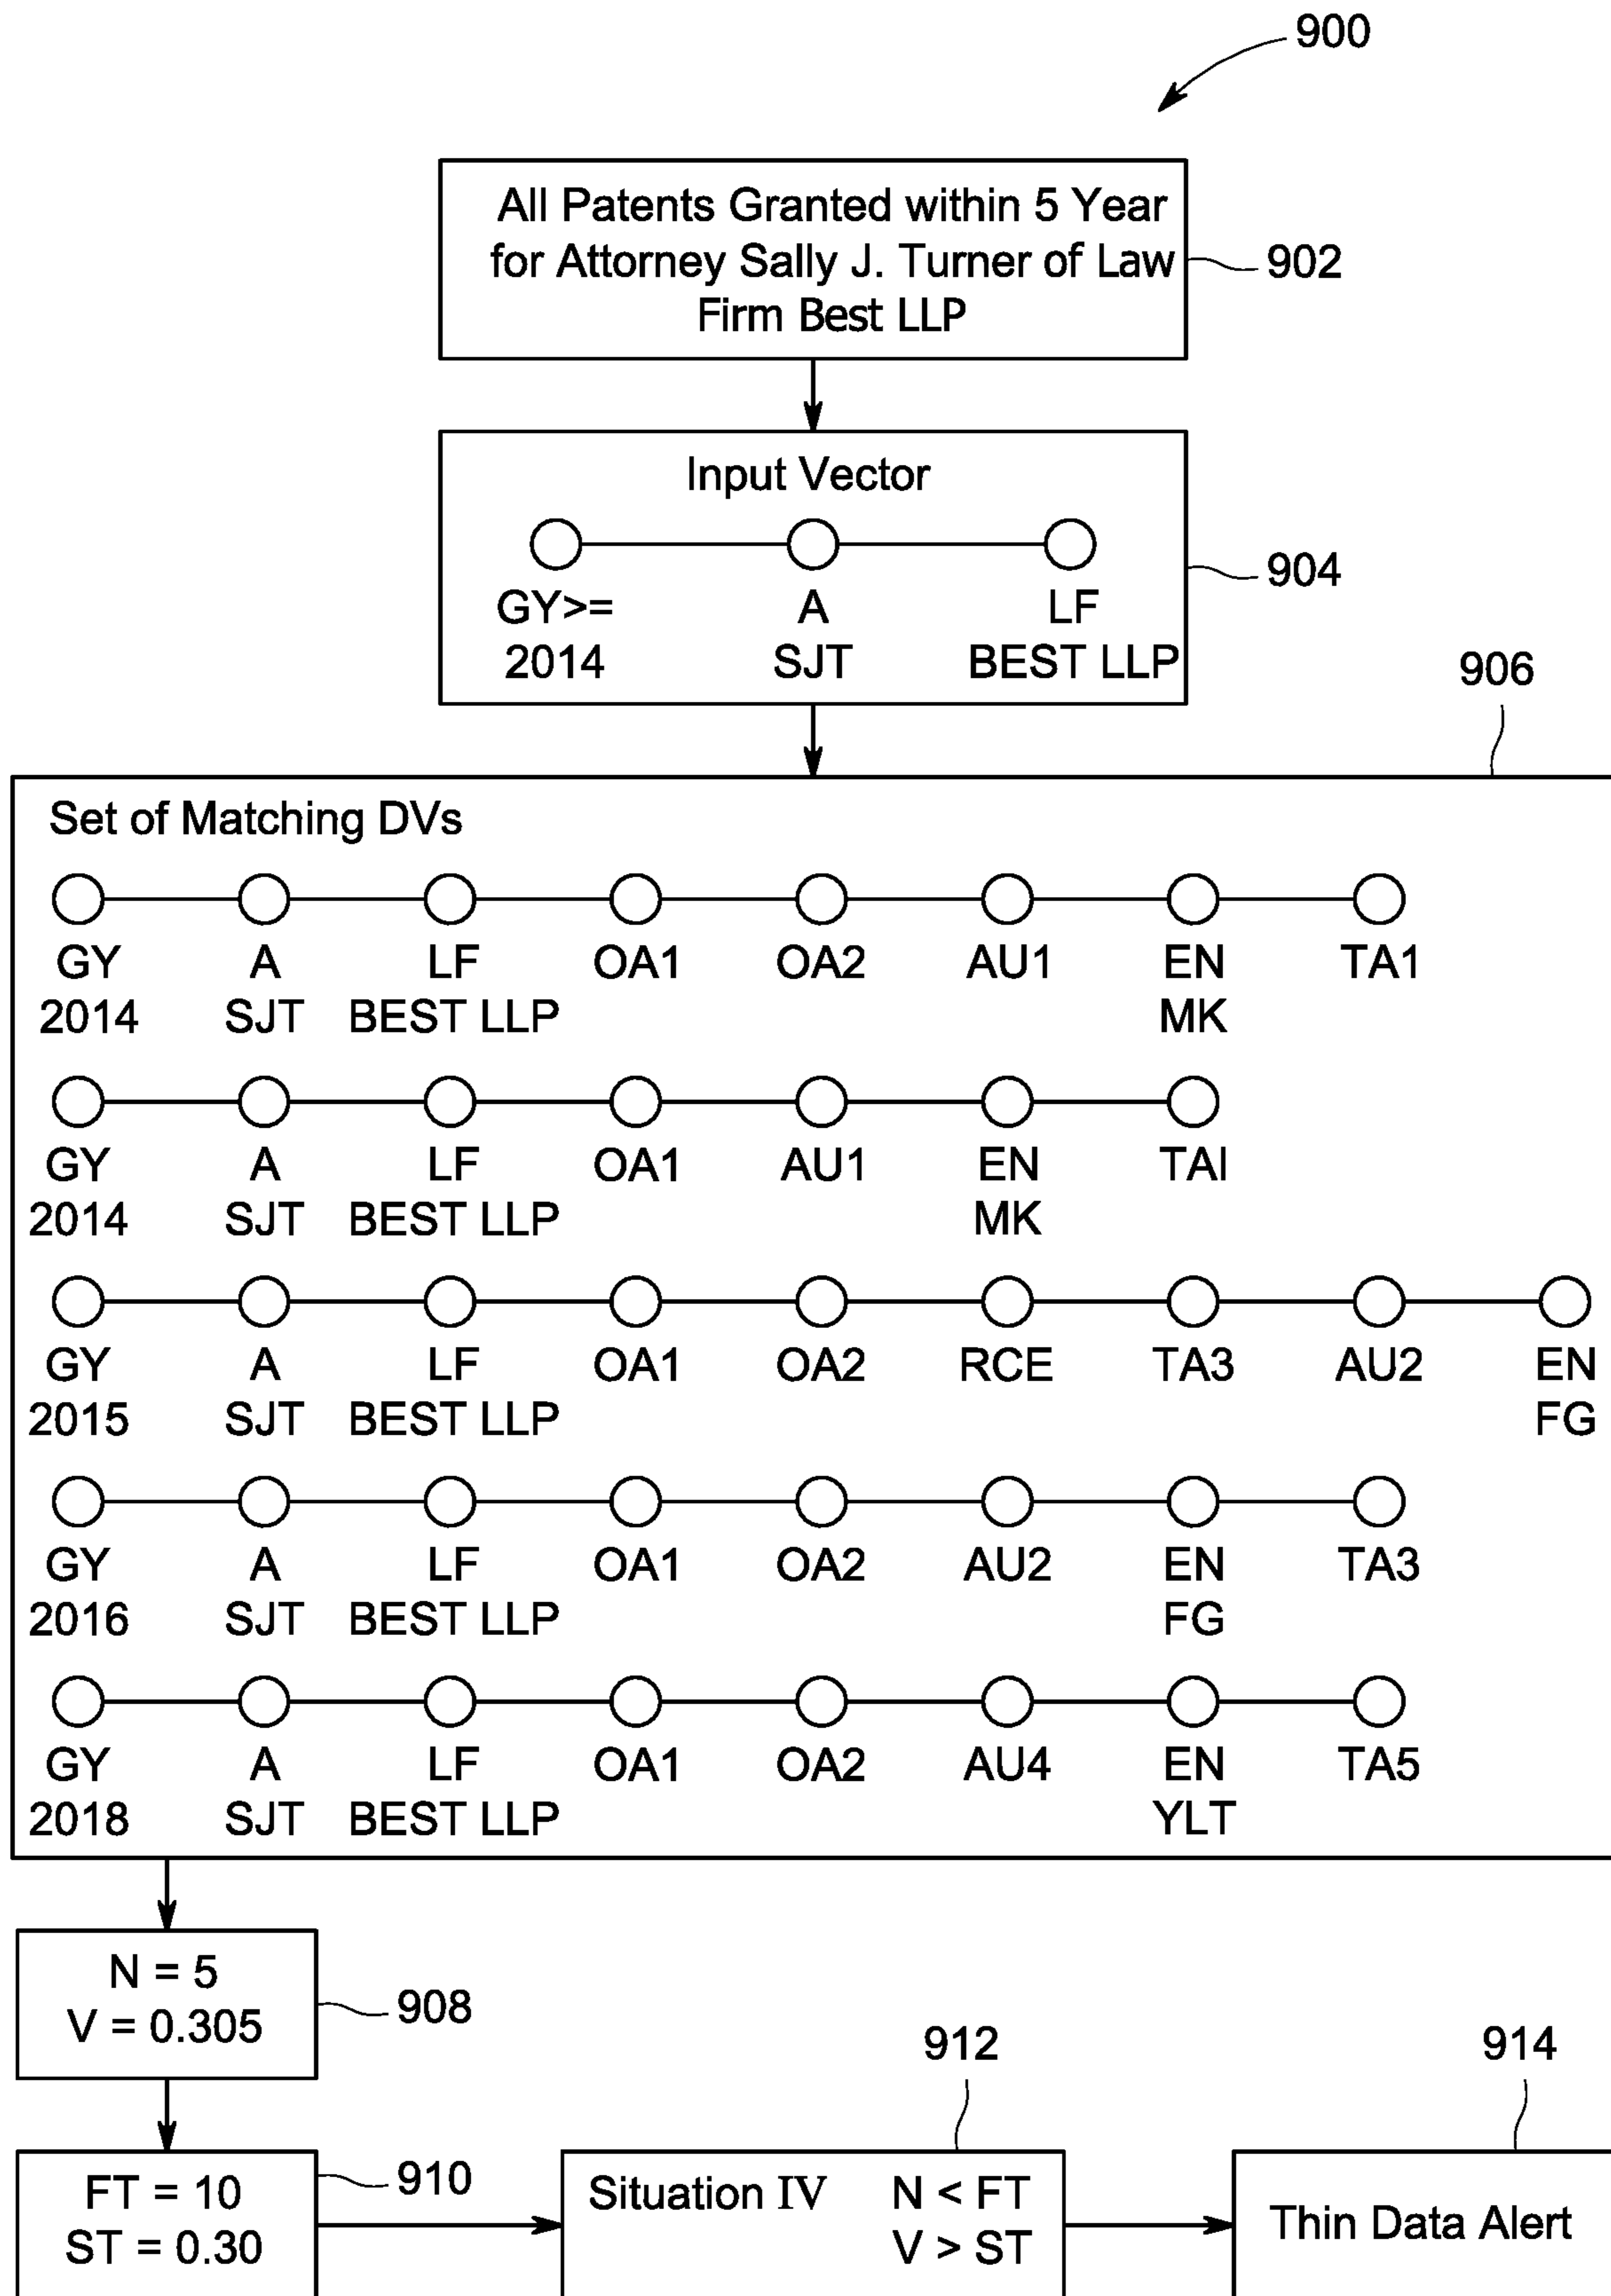 900
All Patents Granted within 5 Year
for Attorney Sally J. Turner of Law
Firm Best LLP
902
Input Vector
GY>= A LF
2014 SJT BEST LLP
904
906
Set of Matching DVs
GY A LF OA1 OA2 AU1 EN TA1
2014 SJT BEST LLP MK
GY A LF OA1 AU1 EN TAI
2014 SJT BEST LLP MK
GY A LF OA1 OA2 RCE TA3 AU2 EN
2015 SJT BEST LLP FG
GY A LF OA1 OA2 AU2 EN TA3
2016 SJT BEST LLP FG
GY A LF OA1 OA2 AU4 EN TA5
2018 SJT BEST LLP YLT
N = 5
V = 0.305
908
FT = 10
ST = 0.30
910
912
Situation IV N < FT
V > ST
914
Thin Data Alert